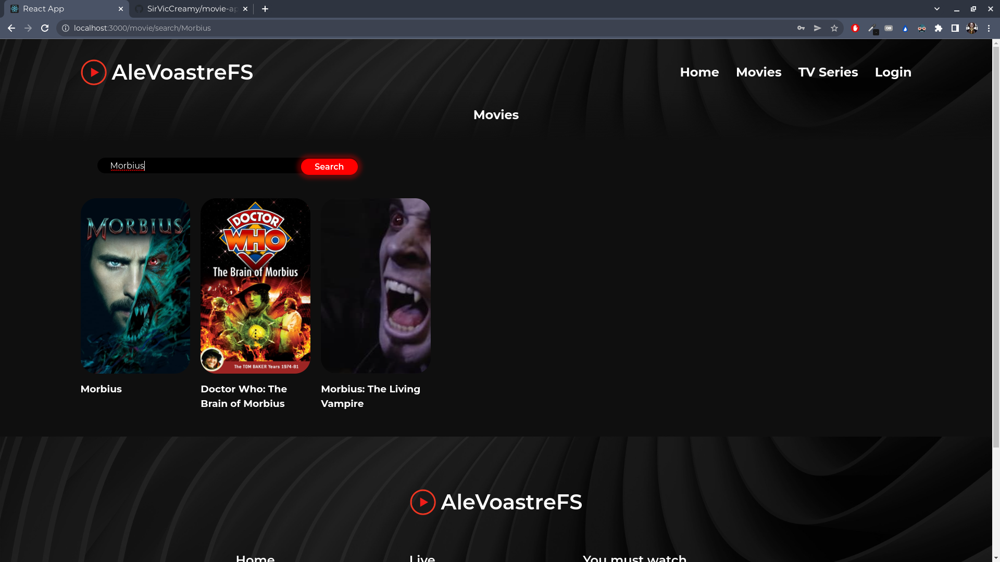 React App
SirVicCreamy/movie-ap
localhost:3000/movie/search/Morbius
AleVoastreFS
Home
Movies
TV Series
Login
Movies
Morbius
Search
MORBIUS
DOCTOR
WHO
The Brain of Morbius
The TOM BAKER Years 1974-81
Morbius
Doctor Who: The
Brain of Morbius
Morbius: The Living
Vampire
AleVoastreFS
Home
Live
You must watch